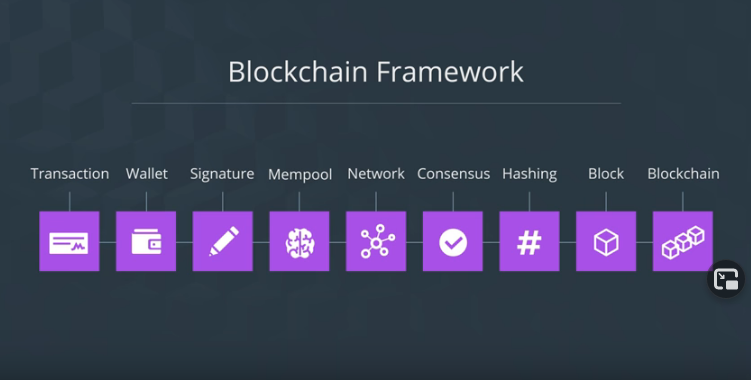 Blockchain Framework
Transaction Wallet Signature Mempool Network Consensus Hashing Block Blockchain
#